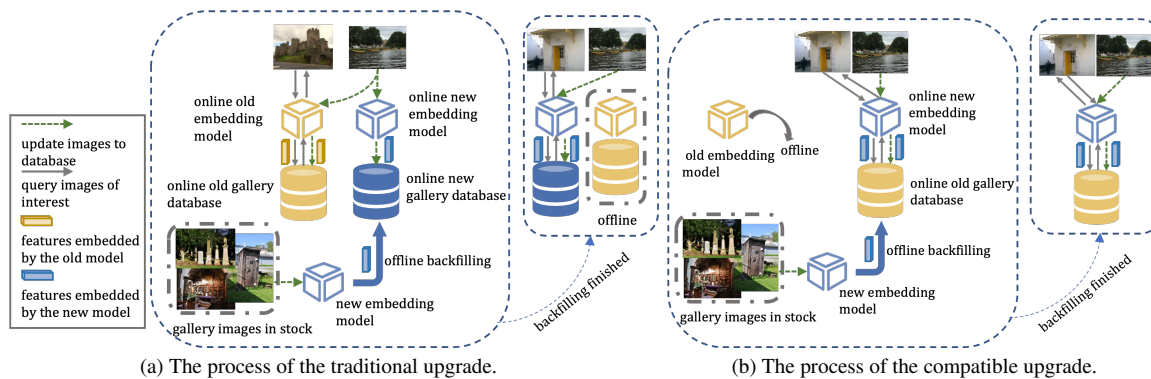 update images to
database
query images of
interest
features embedded
by the old model
features embedded
by the new model
online old
embedding
model
online new
embedding
model
online old gallery
database
online new
gallery database
offline backfilling
new embedding
model
gallery images in stock
offline
backfilling finished
(a) The process of the traditional upgrade.
old embedding
model
offline
online new
embedding
model
online old gallery
database
offline backfilling
new embedding
model
gallery images in stock
backfilling finished
(b) The process of the compatible upgrade.